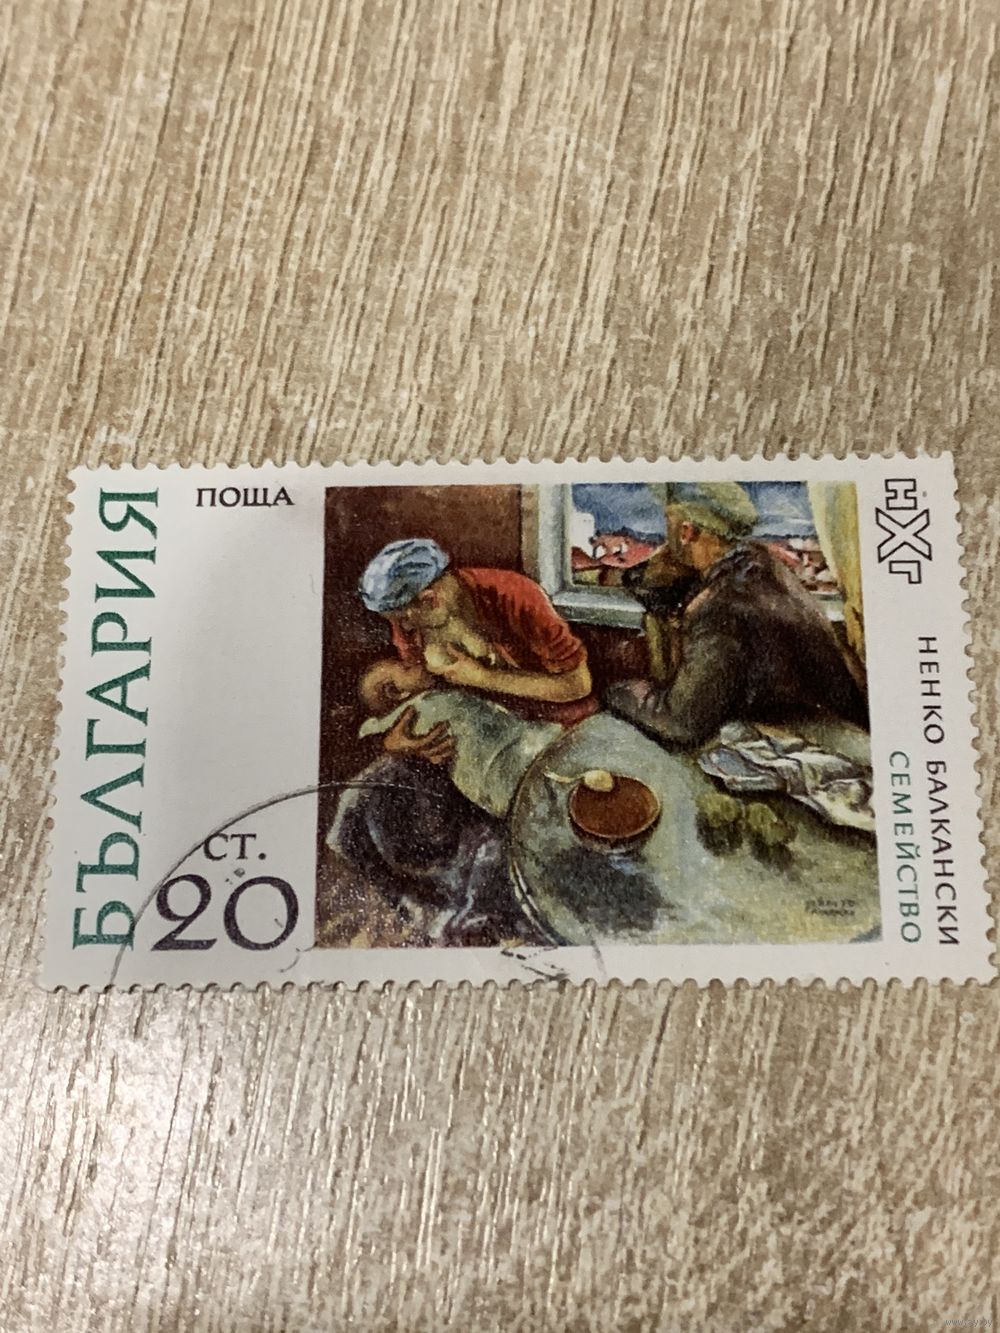 БЪЛГАРИЯ
ПОЩА
СТ.
20
НХГ
НЕНКО БАЛКАНСКИ
СЕМЕЙСТВО